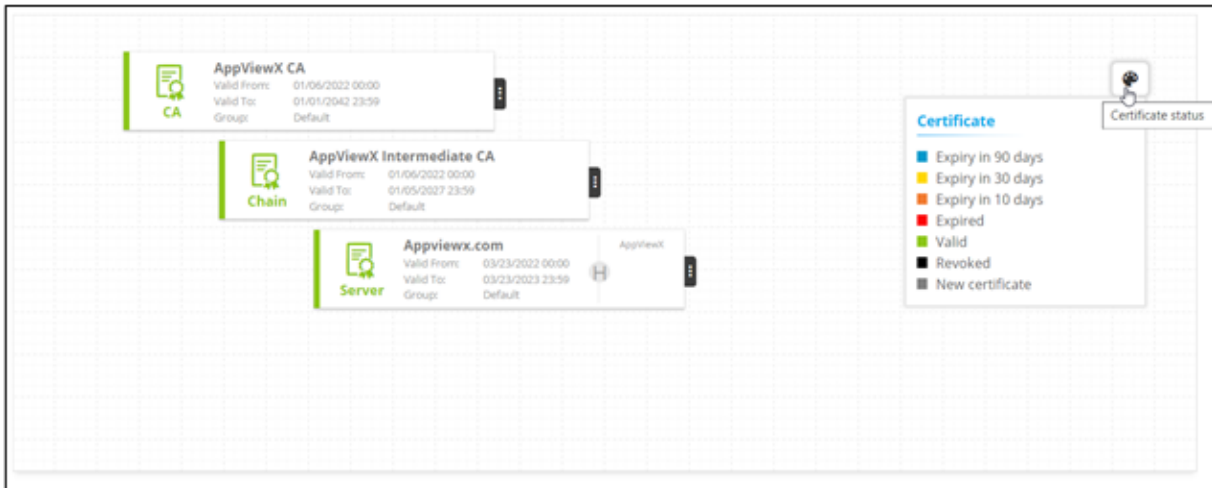 AppViewX CA
Valid From: 01/06/2022 00:00
Valid To: 01/01/2042 23:59
Group: Default
CA
AppViewX Intermediate CA
Valid From: 01/06/2022 00:00
Valid To: 01/05/2027 23:59
Group: Default
Chain
Appviewx.com
Valid From: 03/23/2022 00:00
Valid To: 03/23/2023 23:59
Group: Default
Server
AppViewX
H
Certificate status
Certificate
Expiry in 90 days
Expiry in 30 days
Expiry in 10 days
Expired
Valid
Revoked
New certificate